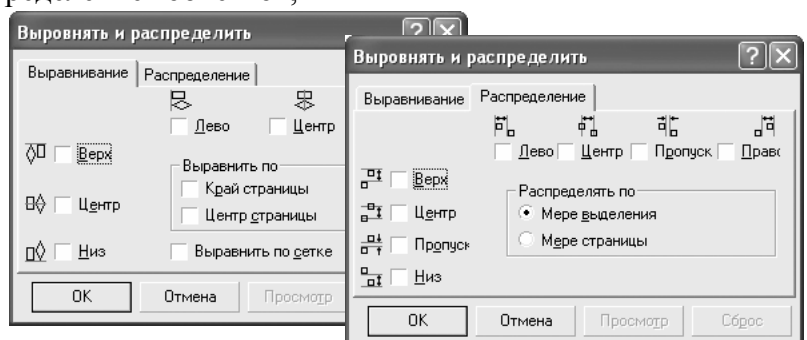 Выровнять и распределить
Выравнивание Распределение
Лево Центр
Верх
Выравнить по
Край страницы
Центр
Центр страницы
Низ
Выравнить по сетке
OK Отмена Просмотр
Выровнять и распределить
Выравнивание Распределение
Лево Центр Пропуск Право
Верх
Распределять по
Центр
Мере выделения
Пропуск
Мере страницы
Низ
OK Отмена Просмотр Сброс